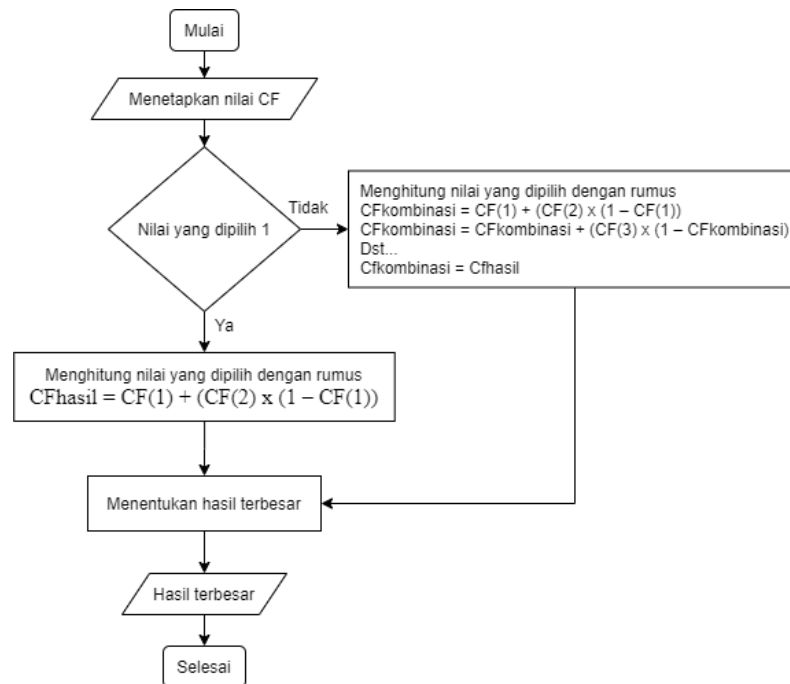 Mulai
Menetapkan nilai CF
Nilai yang dipilih 1
Tidak
Menghitung nilai yang dipilih dengan rumus
CFkombinasi = CF(1) + (CF(2) x (1 – CF(1))
CFkombinasi = CFkombinasi + (CF(3) x (1 – CFkombinasi)
Dst...
Cfkombinasi = Cfhasil
Ya
Menghitung nilai yang dipilih dengan rumus
CFhasil = CF(1) + (CF(2) x (1 – CF(1))
Menentukan hasil terbesar
Hasil terbesar
Selesai